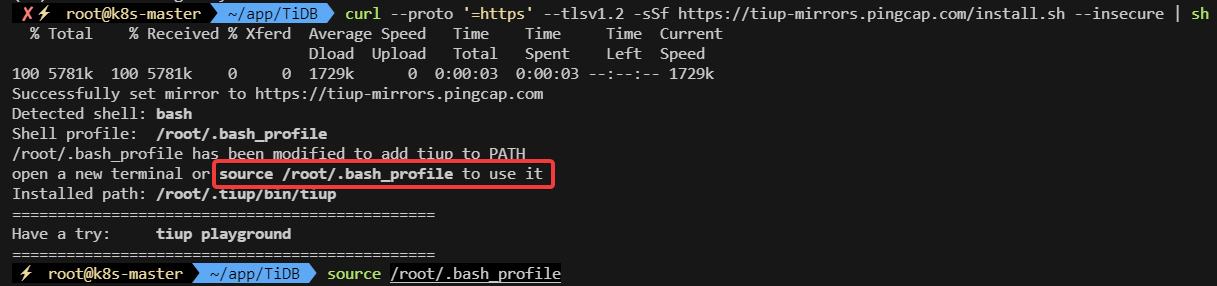 ✗⚡ root@k8s-master ~/app/TiDB curl --proto '=https' --tlsv1.2 -sSf https://tiup-mirrors.pingcap.com/install.sh --insecure | sh
% Total % Received % Xferd Average Speed Time Time Time Current
Dload Upload Total Spent Left Speed
100 5781k 100 5781k 0 0 1729k 0 0:00:03 0:00:03 --:--:-- 1729k
Successfully set mirror to https://tiup-mirrors.pingcap.com
Detected shell: bash
Shell profile: /root/.bash_profile
/root/.bash_profile has been modified to add tiup to PATH
open a new terminal or source /root/.bash_profile to use it
Installed path: /root/.tiup/bin/tiup
===============================================
Have a try: tiup playground
===============================================
⚡ root@k8s-master ~/app/TiDB source /root/.bash_profile